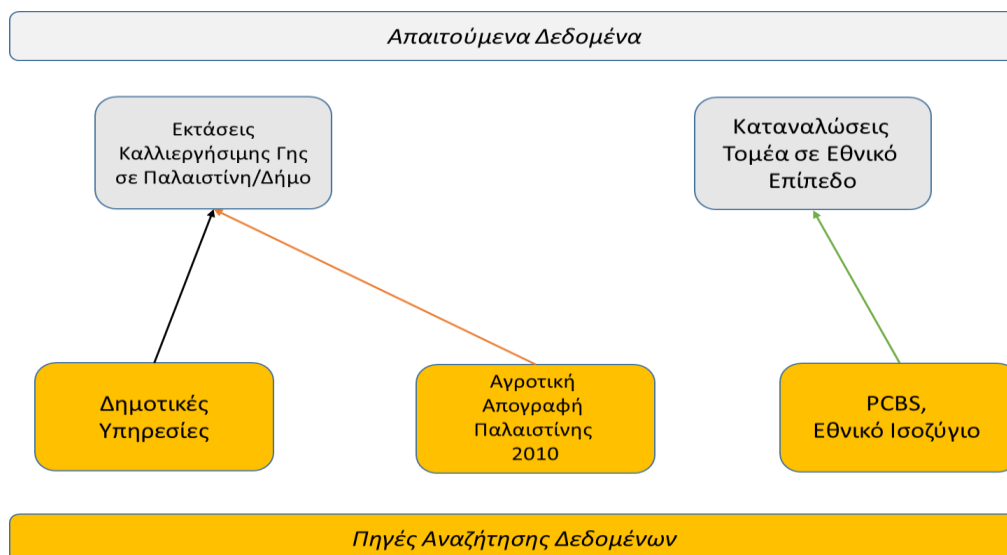 Απαιτούμενα Δεδομένα
Εκτάσεις
Καλλιεργήσιμης Γης
σε Παλαιστίνη/Δήμο
Καταναλώσεις
Τομέα σε Εθνικό
Επίπεδο
Δημοτικές
Υπηρεσίες
Αγροτική
Απογραφή
Παλαιστίνης
2010
PCBS,
Εθνικό Ισοζύγιο
Πηγές Αναζήτησης Δεδομένων